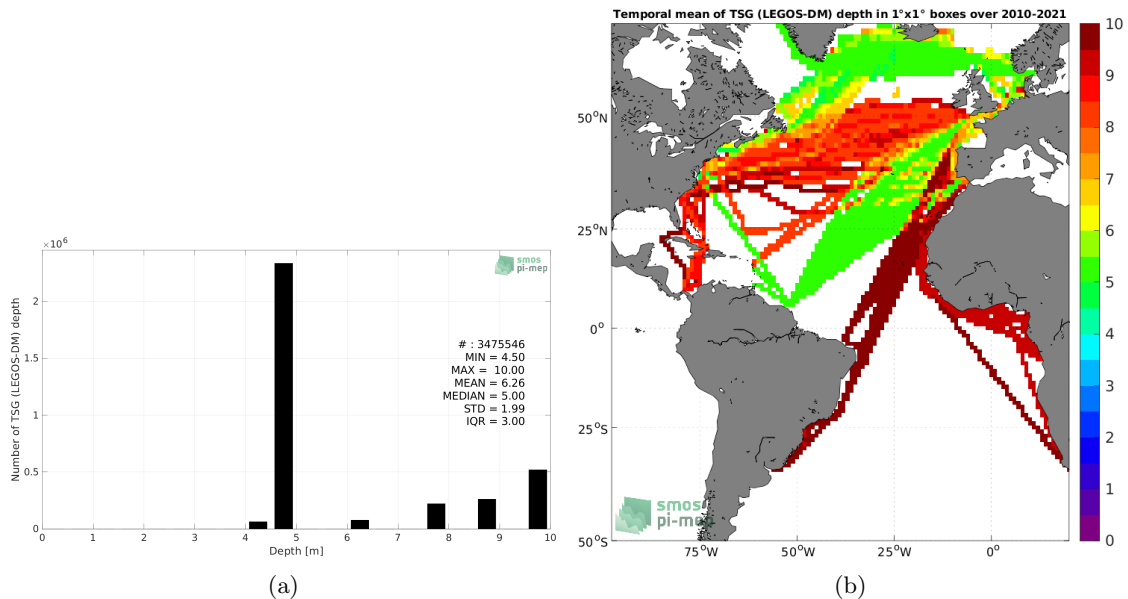 ×10⁶
2
1.5
1
0.5
0
Number of TSG (LEGOS-DM) depth
smos
pi-mep
# : 3475546
MIN = 4.50
MAX = 10.00
MEAN = 6.26
MEDIAN = 5.00
STD = 1.99
IQR = 3.00
0 1 2 3 4 5 6 7 8 9 10
Depth [m]
(a)
Temporal mean of TSG (LEGOS-DM) depth in 1°x1° boxes over 2010-2021
50°N
25°N
0°
25°S
50°S
75°W 50°W 25°W 0°
smos
pi-mep
10
9
8
7
6
5
4
3
2
1
0
(b)